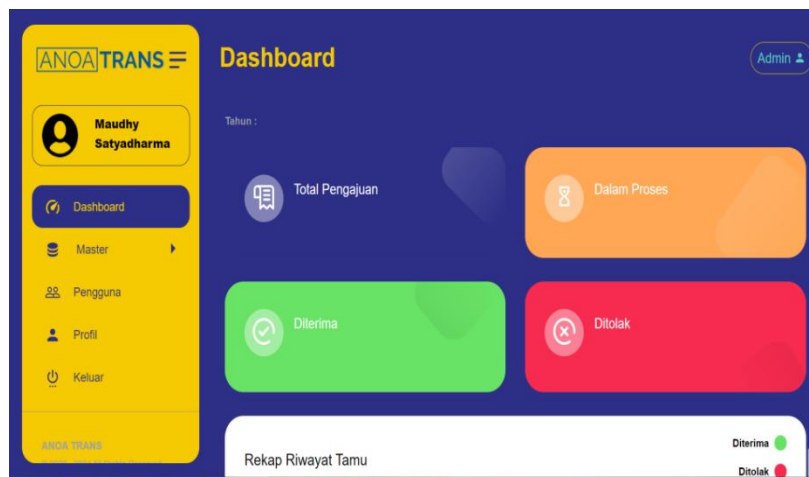 ANOATRANS
Maudhy
Satyadharma
Dashboard
Master
Pengguna
Profil
Keluar
ANOA TRANS
Dashboard
Admin
Tahun :
Total Pengajuan
Dalam Proses
Diterima
Ditolak
Rekap Riwayat Tamu
Diterima
Ditolak